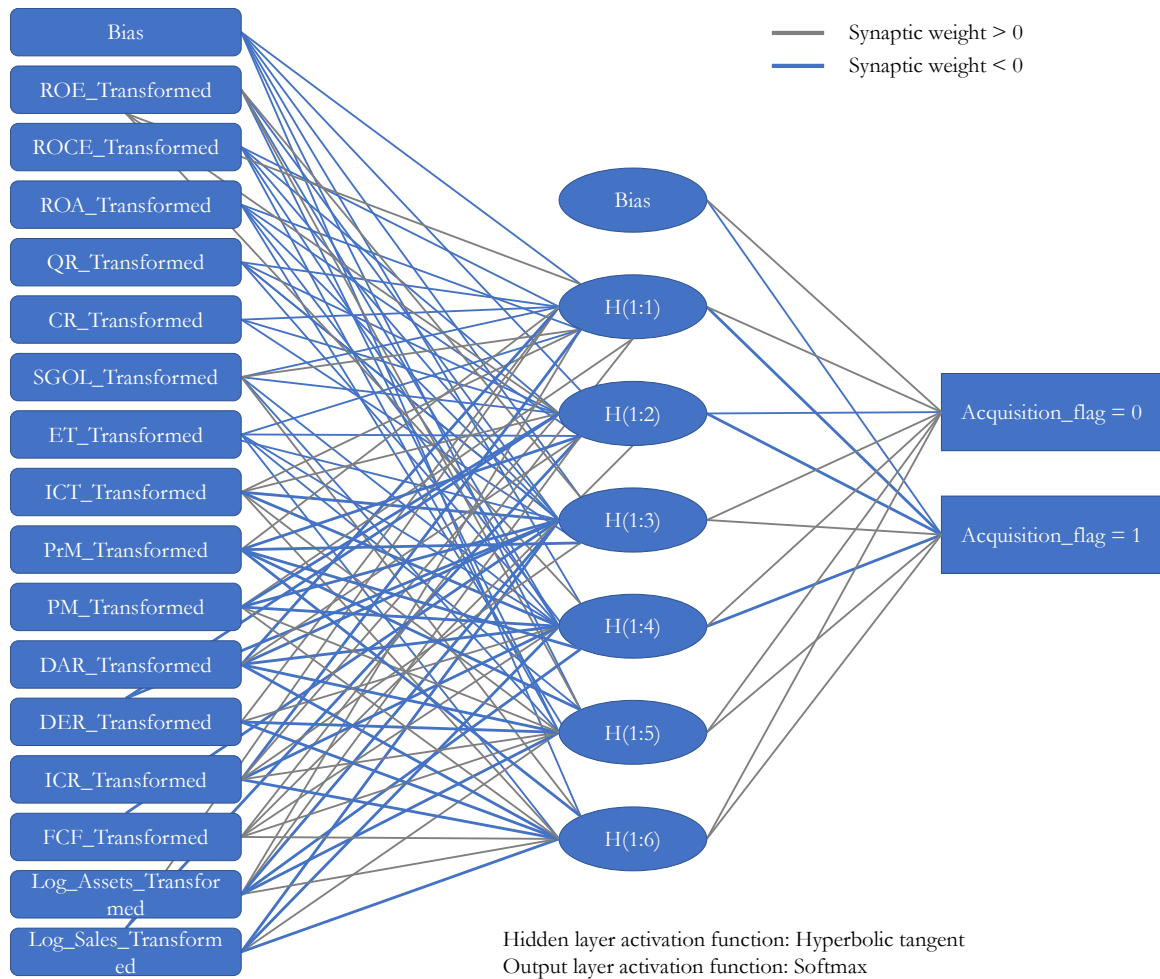 Bias
ROE_Transformed
ROCE_Transformed
ROA_Transformed
QR_Transformed
CR_Transformed
SGOL_Transformed
ET_Transformed
ICT_Transformed
PrM_Transformed
PM_Transformed
DAR_Transformed
DER_Transformed
ICR_Transformed
FCF_Transformed
Log_Assets_Transfor
med
Log_Sales_Transform
ed
Synaptic weight > 0
Synaptic weight < 0
Bias
H(1:1)
H(1:2)
H(1:3)
H(1:4)
H(1:5)
H(1:6)
Acquisition_flag = 0
Acquisition_flag = 1
Hidden layer activation function: Hyperbolic tangent
Output layer activation function: Softmax